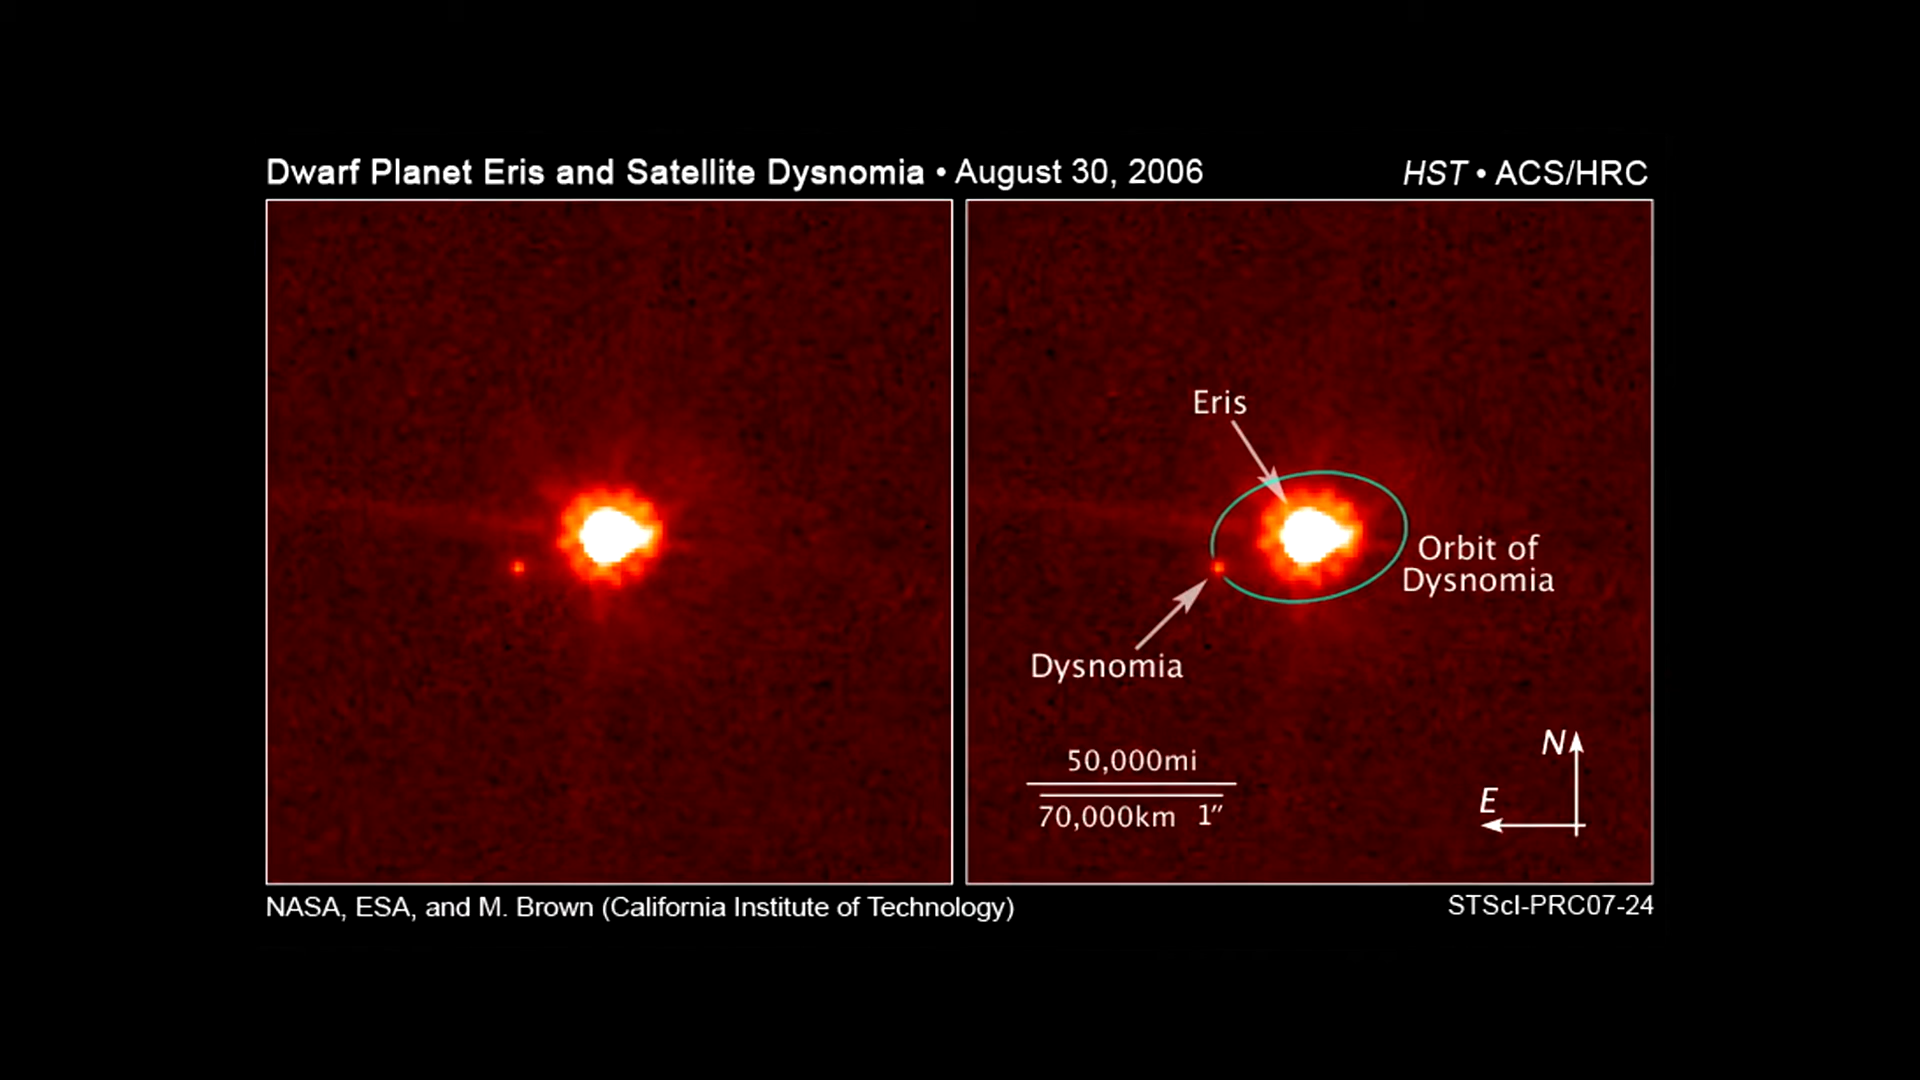 Dwarf Planet Eris and Satellite Dysnomia • August 30, 2006
HST • ACS/HRC
Eris
Orbit of
Dysnomia
Dysnomia
50,000mi
70,000km 1″
N
E
NASA, ESA, and M. Brown (California Institute of Technology)
STScI-PRC07-24